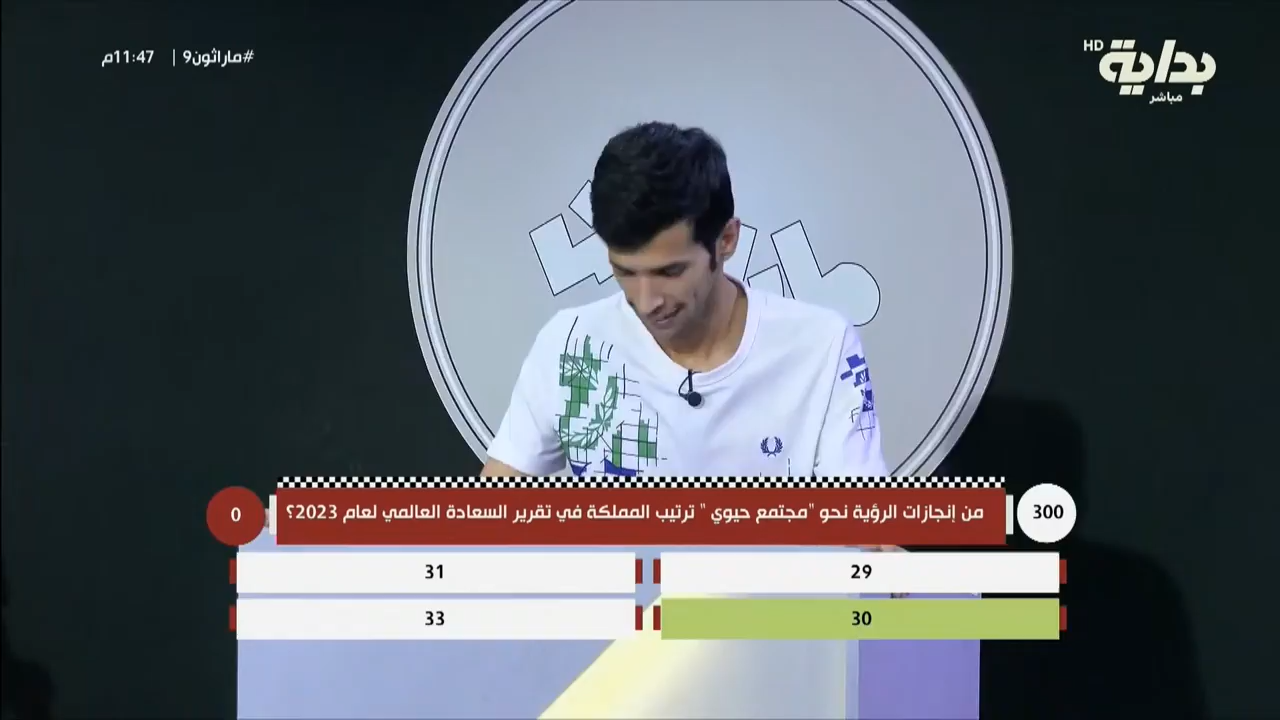 #ماراثون9 | 11:47م
HD
بداية
مباشر
300
من إنجازات الرؤية نحو "مجتمع حيوي " ترتيب المملكة في تقرير السعادة العالمي لعام 2023؟
0
29
31
30
33